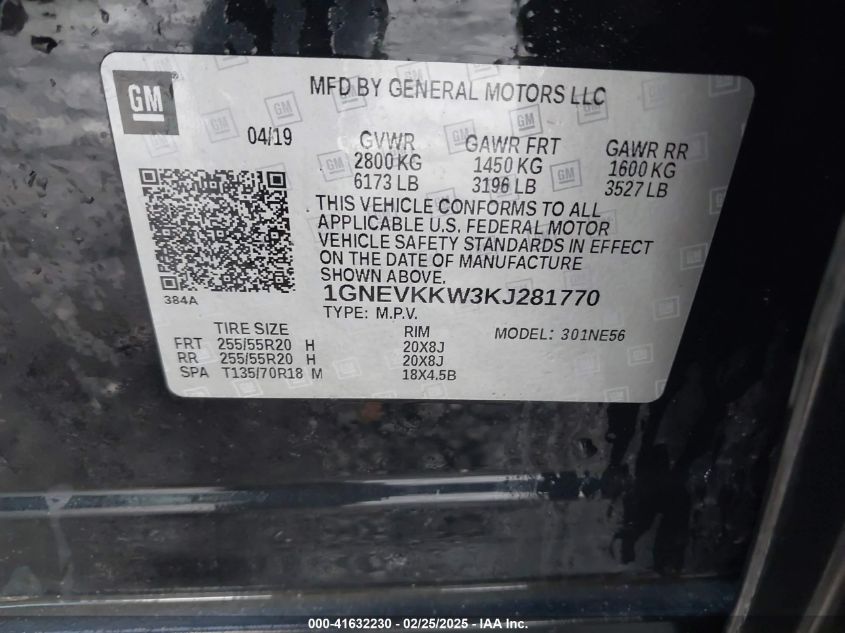 GM
MFD BY GENERAL MOTORS LLC
04/19
GVWR GAWR FRT GAWR RR
2800 KG 1450 KG 1600 KG
6173 LB 3196 LB 3527 LB
THIS VEHICLE CONFORMS TO ALL
APPLICABLE U.S. FEDERAL MOTOR
VEHICLE SAFETY STANDARDS IN EFFECT
ON THE DATE OF MANUFACTURE
SHOWN ABOVE.
384A
1GNEVKKW3KJ281770
TYPE: M.P.V.
TIRE SIZE RIM MODEL: 301NE56
FRT 255/55R20 H 20X8J
RR 255/55R20 H 20X8J
SPA T135/70R18 M 18X4.5B
000-41632230 - 02/25/2025 - IAA Inc.